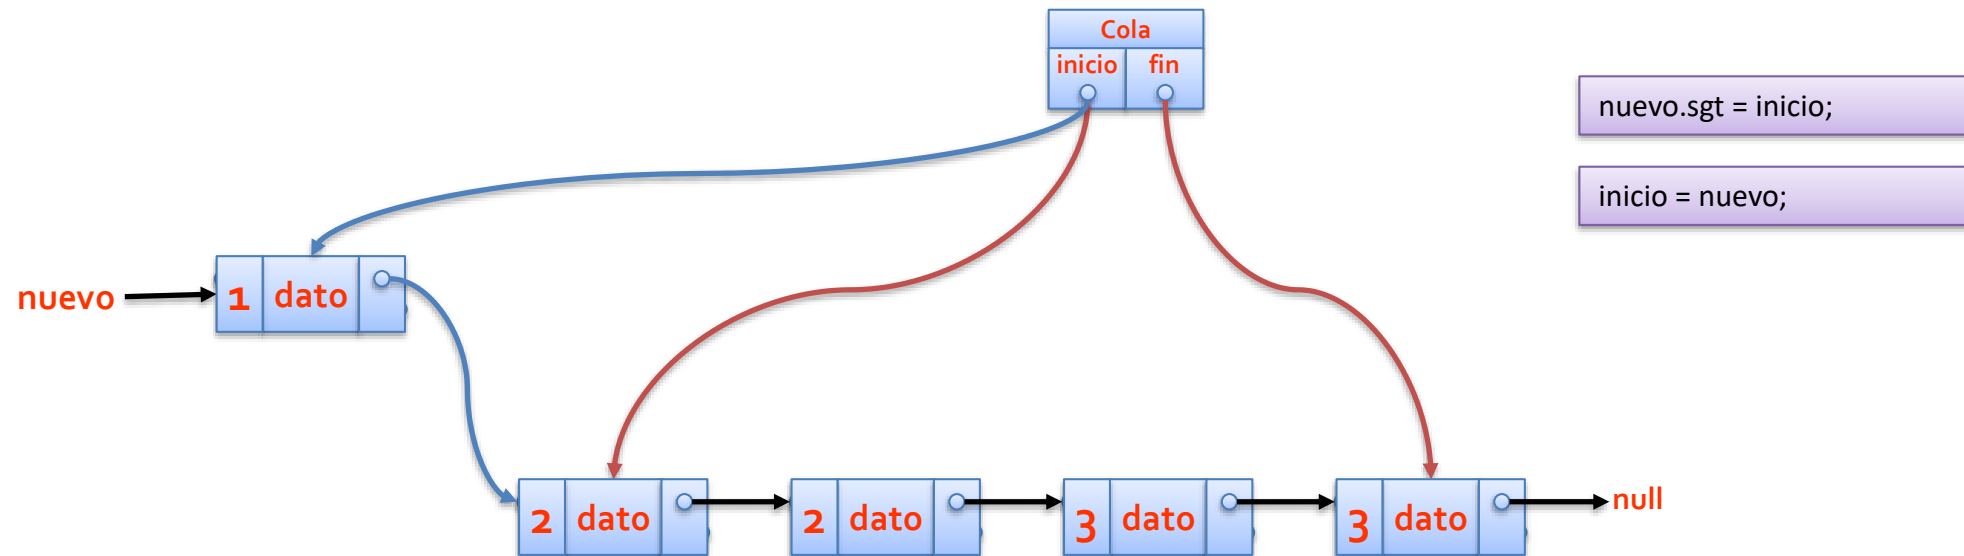 Cola
inicio fin
nuevo.sgt = inicio;
inicio = nuevo;
nuevo 1 dato
2 dato 2 dato 3 dato 3 dato null